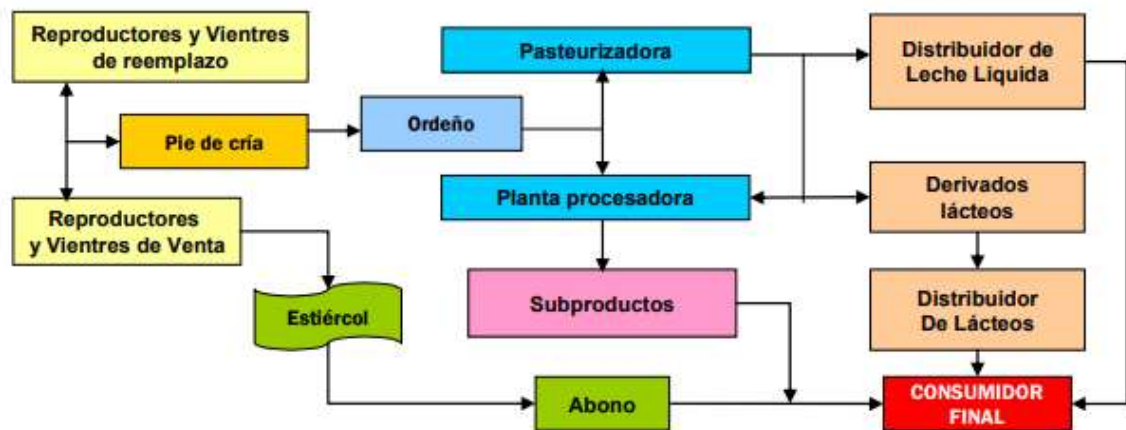 Reproductores y Vientres
de reemplazo
Pasteurizadora
Distribuidor de
Leche Liquida
Pie de cría
Ordeño
Reproductores
y Vientres de Venta
Planta procesadora
Derivados
lácteos
Estiércol
Subproductos
Distribuidor
De Lácteos
Abono
CONSUMIDOR
FINAL